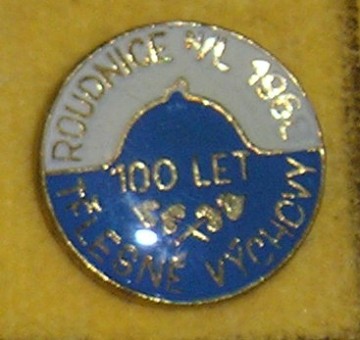 ROUDNICE N/L 1962
100 LET
TĚLESNÉ VÝCHOVY